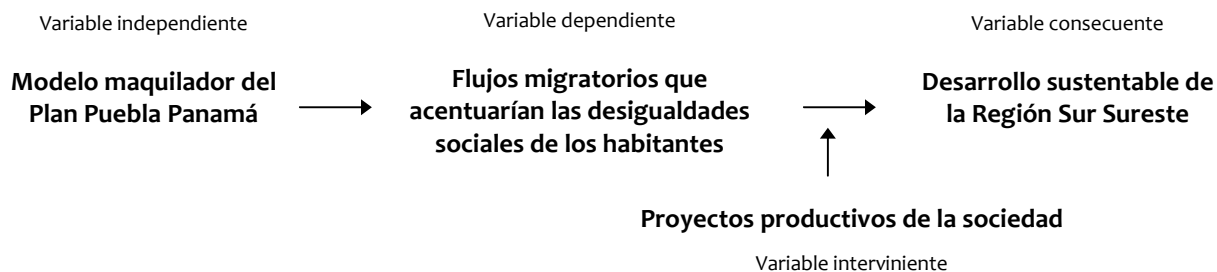 Variable independiente
Variable dependiente
Variable consecuente
Modelo maquilador del
Plan Puebla Panamá
Flujos migratorios que
acentuarían las desigualdades
sociales de los habitantes
Desarrollo sustentable de
la Región Sur Sureste
Proyectos productivos de la sociedad
Variable interviniente